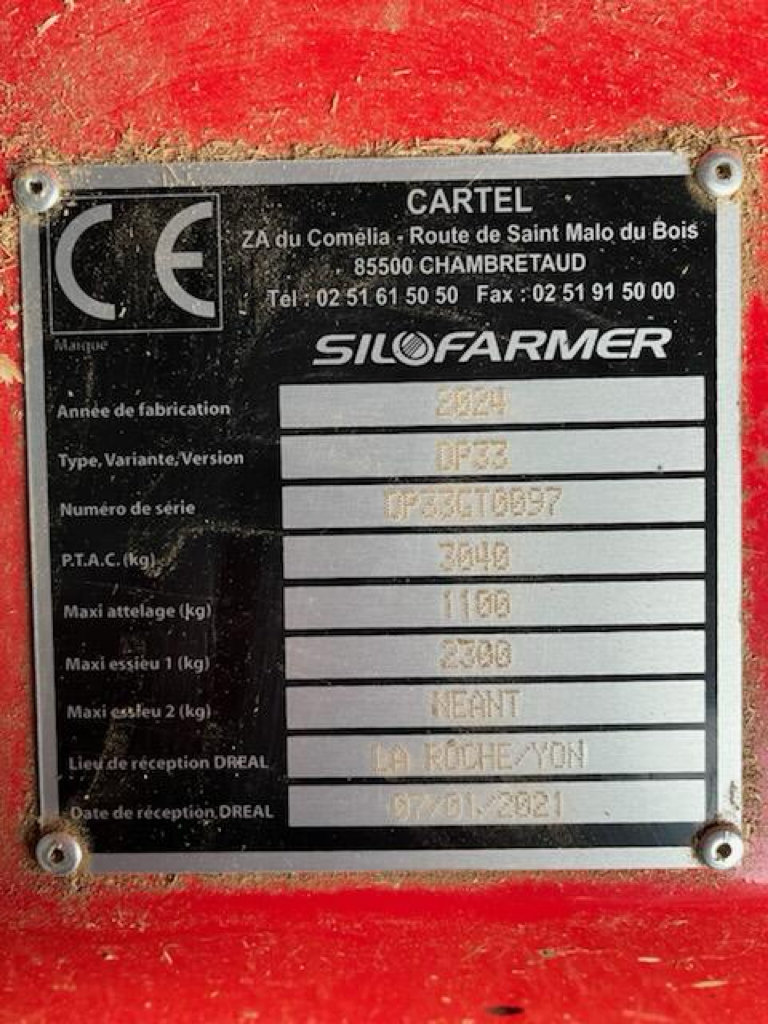 CE
CARTEL
ZA du Comélia - Route de Saint Malo du Bois
85500 CHAMBRETAUD
Tél : 02 51 61 50 50 Fax : 02 51 91 50 00
Marque SILOFARMER
Année de fabrication 2024
Type, Variante, Version DP33
Numéro de série DP33GT0097
P.T.A.C. (kg) 3040
Maxi attelage (kg) 1100
Maxi essieu 1 (kg) 2300
Maxi essieu 2 (kg) NEANT
Lieu de réception DREAL LA ROCHE/YON
Date de réception DREAL 07/01/2021